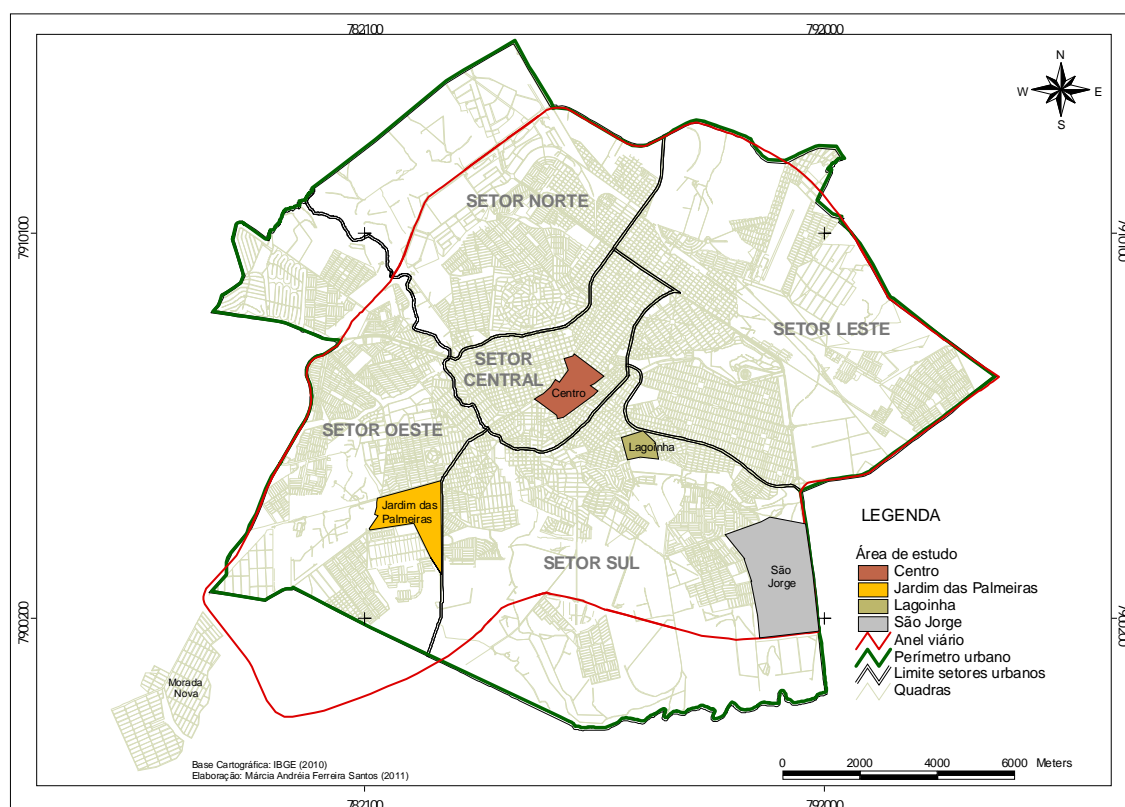 782100
792000
N
W
E
S
SETOR NORTE
7910100
7910100
SETOR LESTE
SETOR
CENTRAL
Centro
SETOR OESTE
Lagoinha
Jardim das
Palmeiras
LEGENDA
SETOR SUL
São
Jorge
Área de estudo
Centro
Jardim das Palmeiras
Lagoinha
São Jorge
Anel viário
Perímetro urbano
Limite setores urbanos
Quadras
7900200
7900200
Morada
Nova
Base Cartográfica: IBGE (2010)
Elaboração: Márcia Andréia Ferreira Santos (2011)
0
2000
4000
6000
Meters
782100
792000